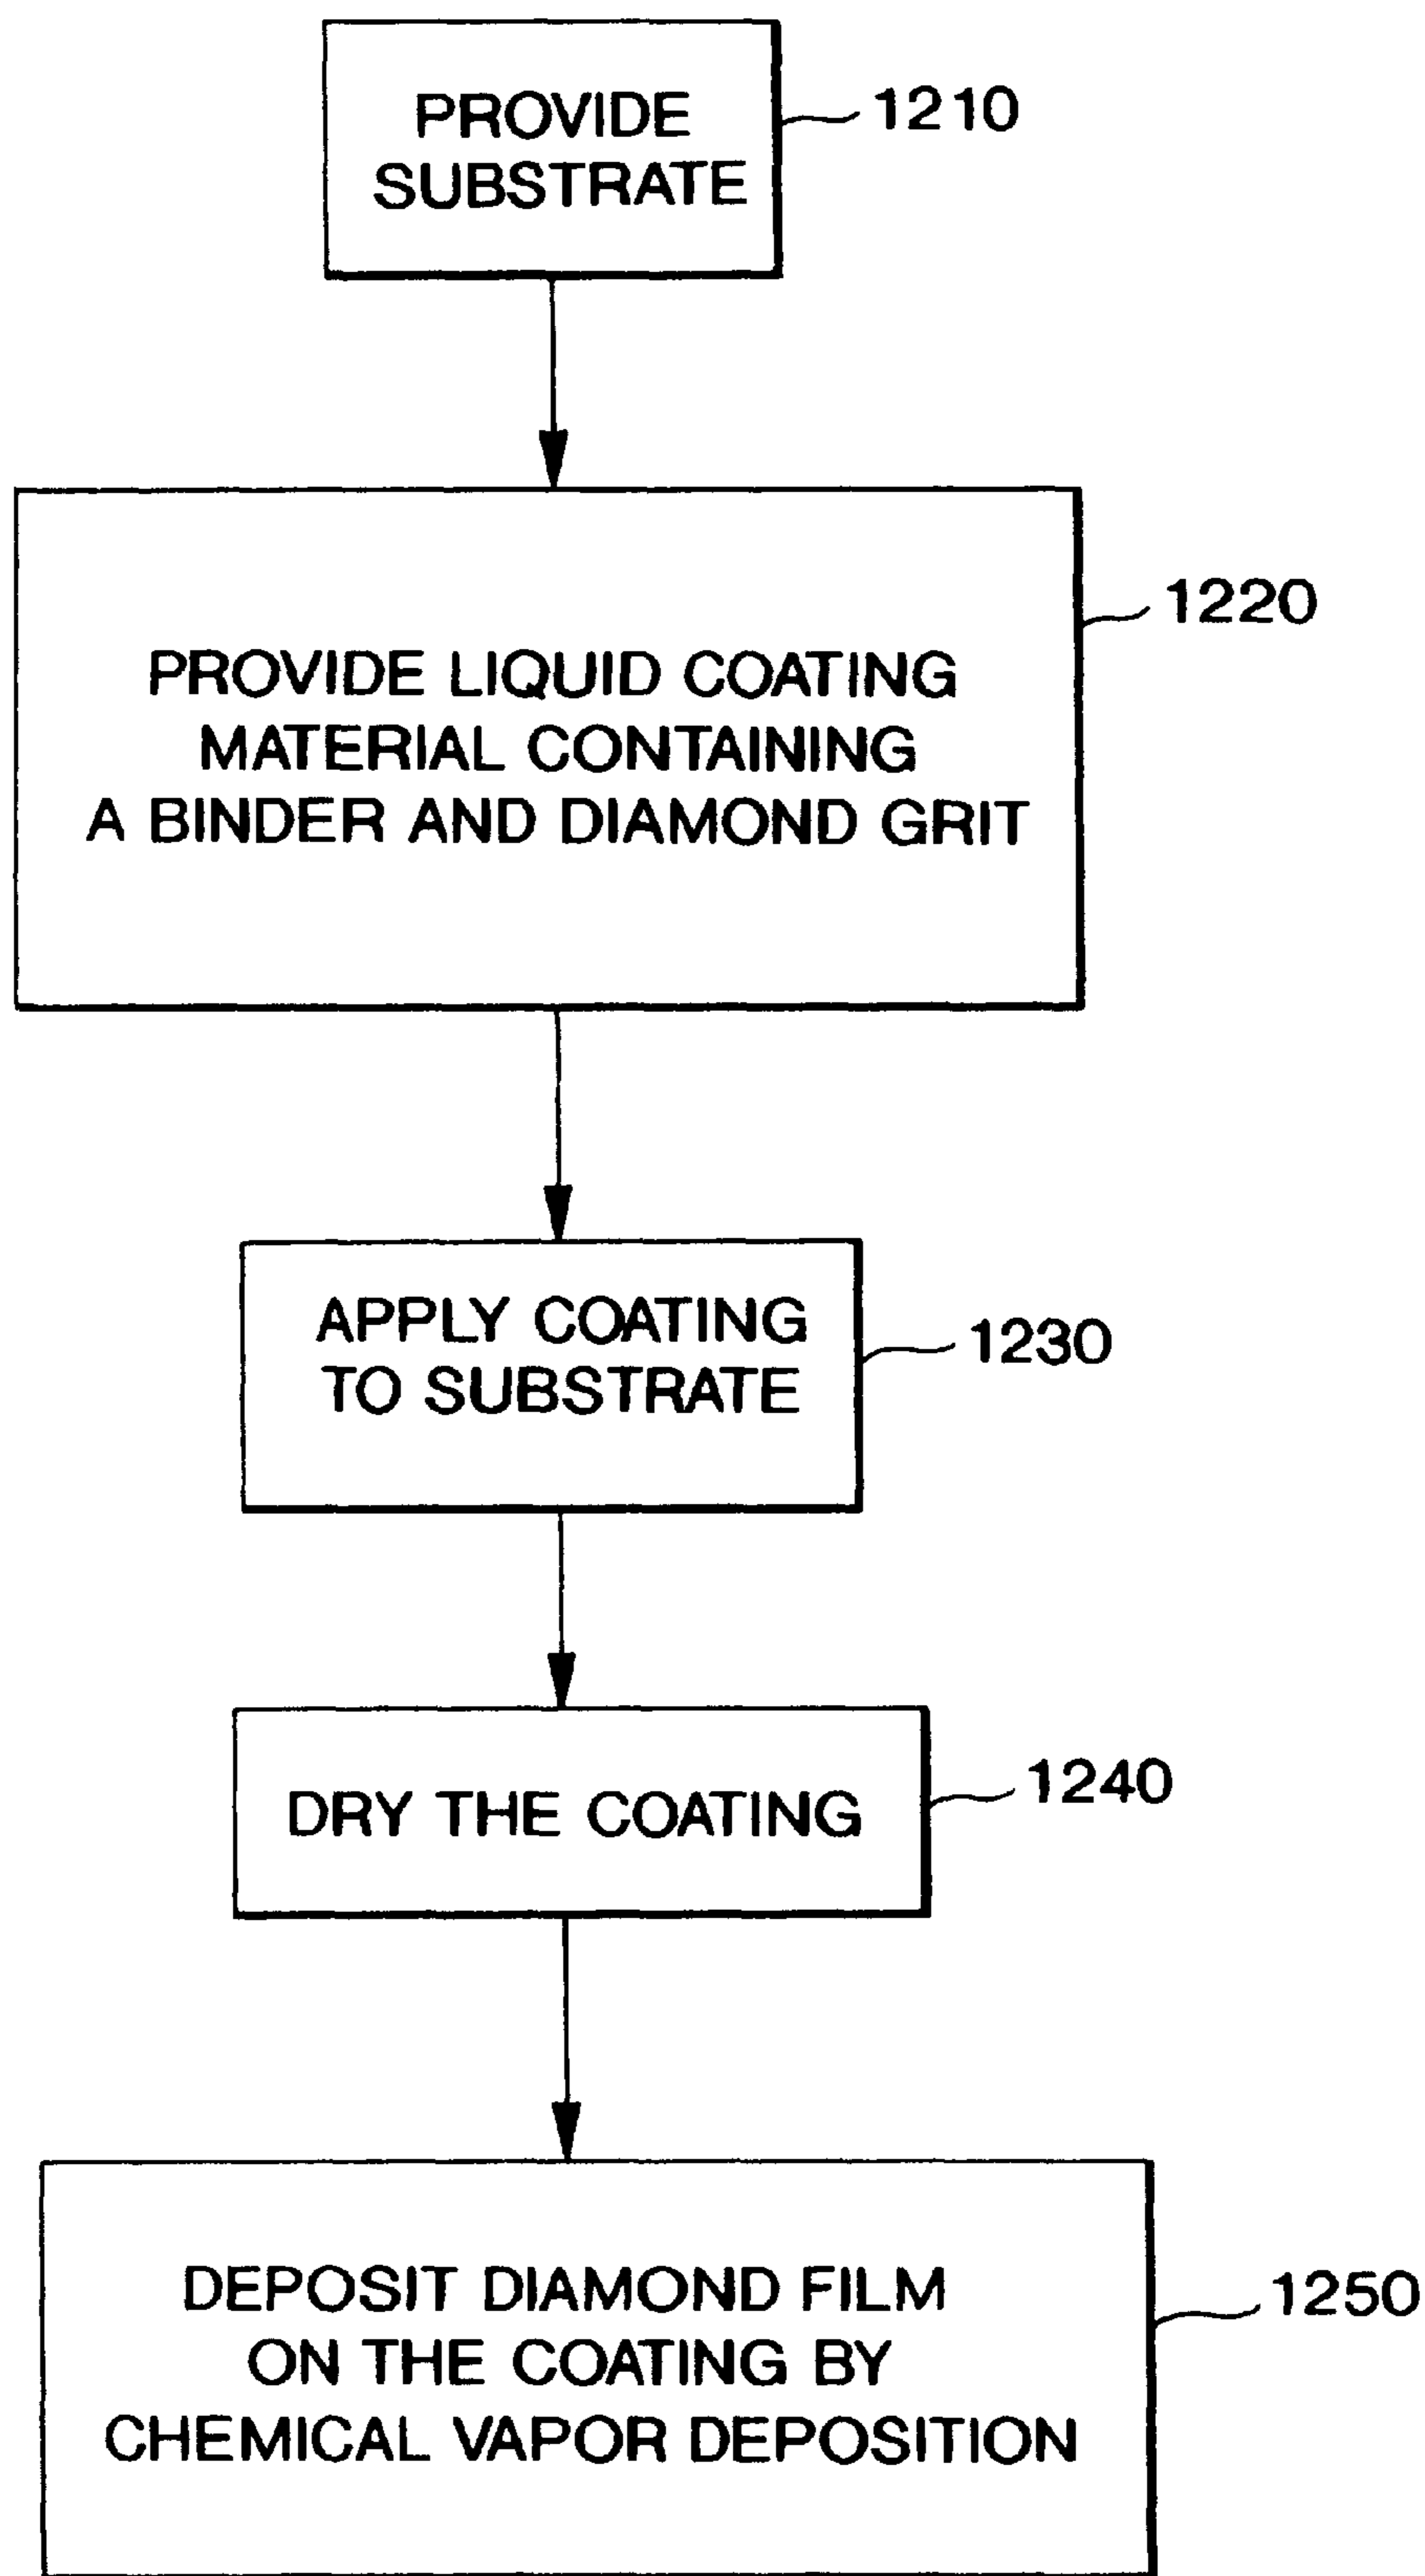 PROVIDE
SUBSTRATE
1210
PROVIDE LIQUID COATING
MATERIAL CONTAINING
A BINDER AND DIAMOND GRIT
1220
APPLY COATING
TO SUBSTRATE
1230
DRY THE COATING
1240
DEPOSIT DIAMOND FILM
ON THE COATING BY
CHEMICAL VAPOR DEPOSITION
1250